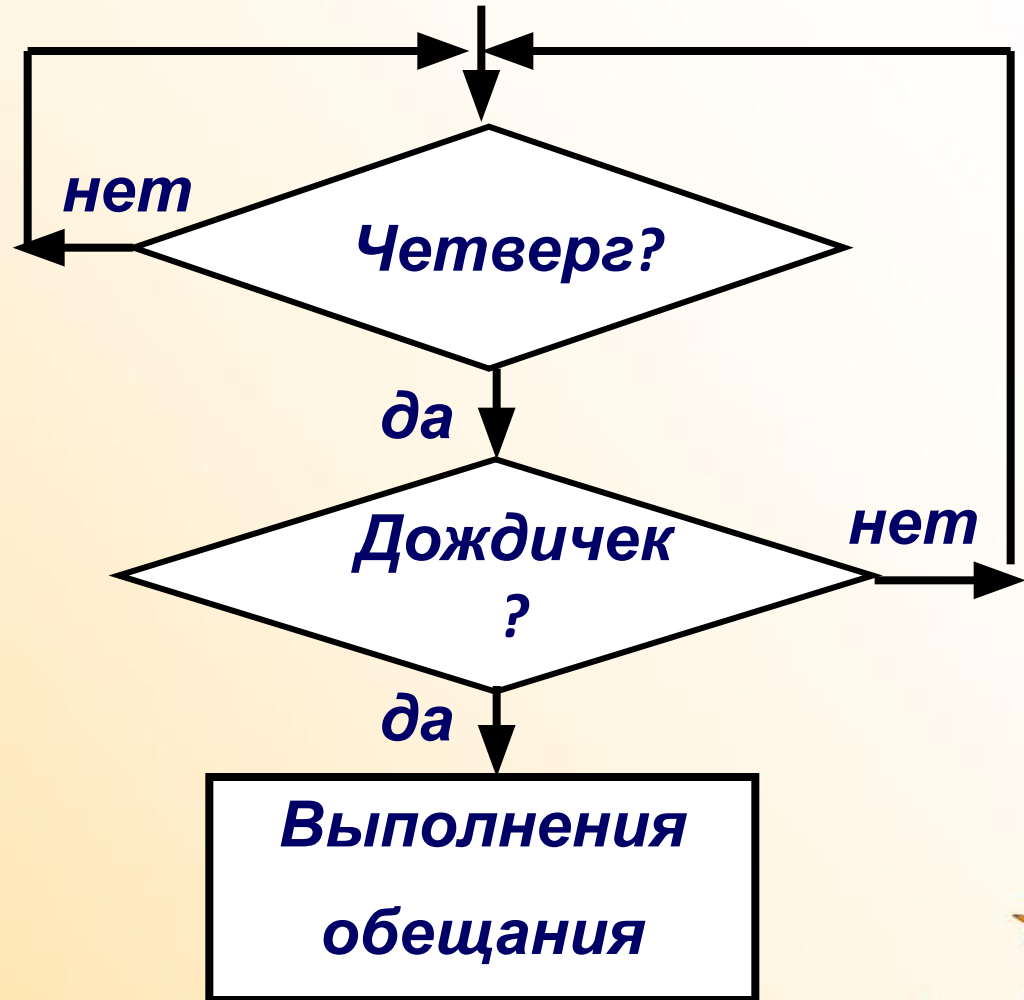 нет
Четверг?
да
Дождичек
?
нет
да
Выполнения
обещания